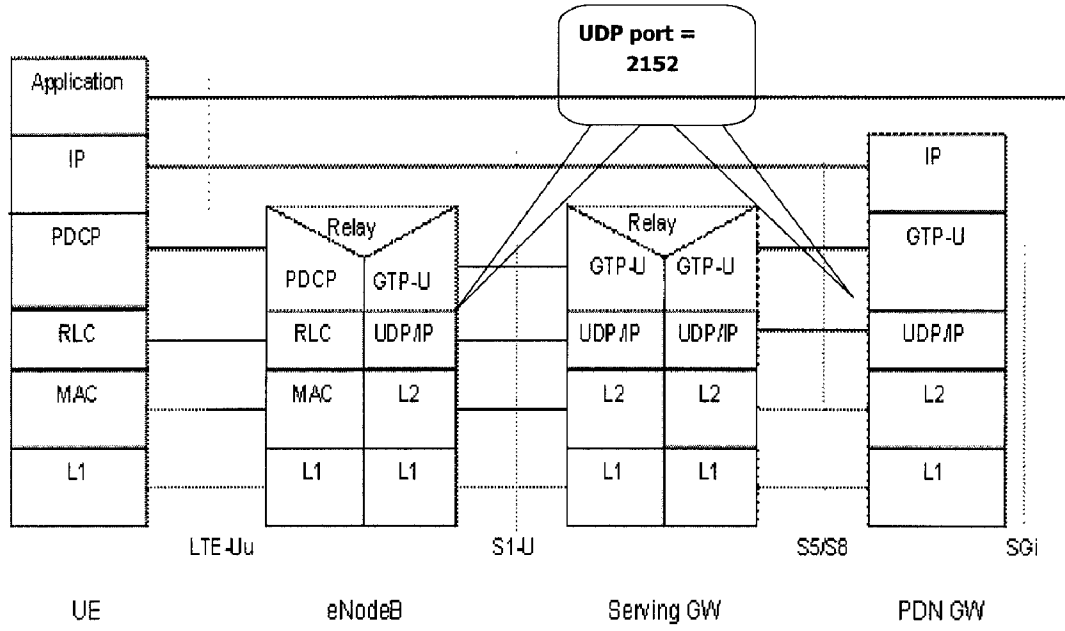 UDP port =
2152
Application
IP
IP
Relay
Relay
PDCP
GTP-U
PDCP
GTP-U
GTP-U
GTP-U
RLC
RLC
UDP/IP
UDP/IP
UDP/IP
UDP/IP
MAC
MAC
L2
L2
L2
L2
L1
L1
L1
L1
L1
L1
LTE-Uu
S1-U
S5/S8
SGi
UE
eNodeB
Serving GW
PDN GW